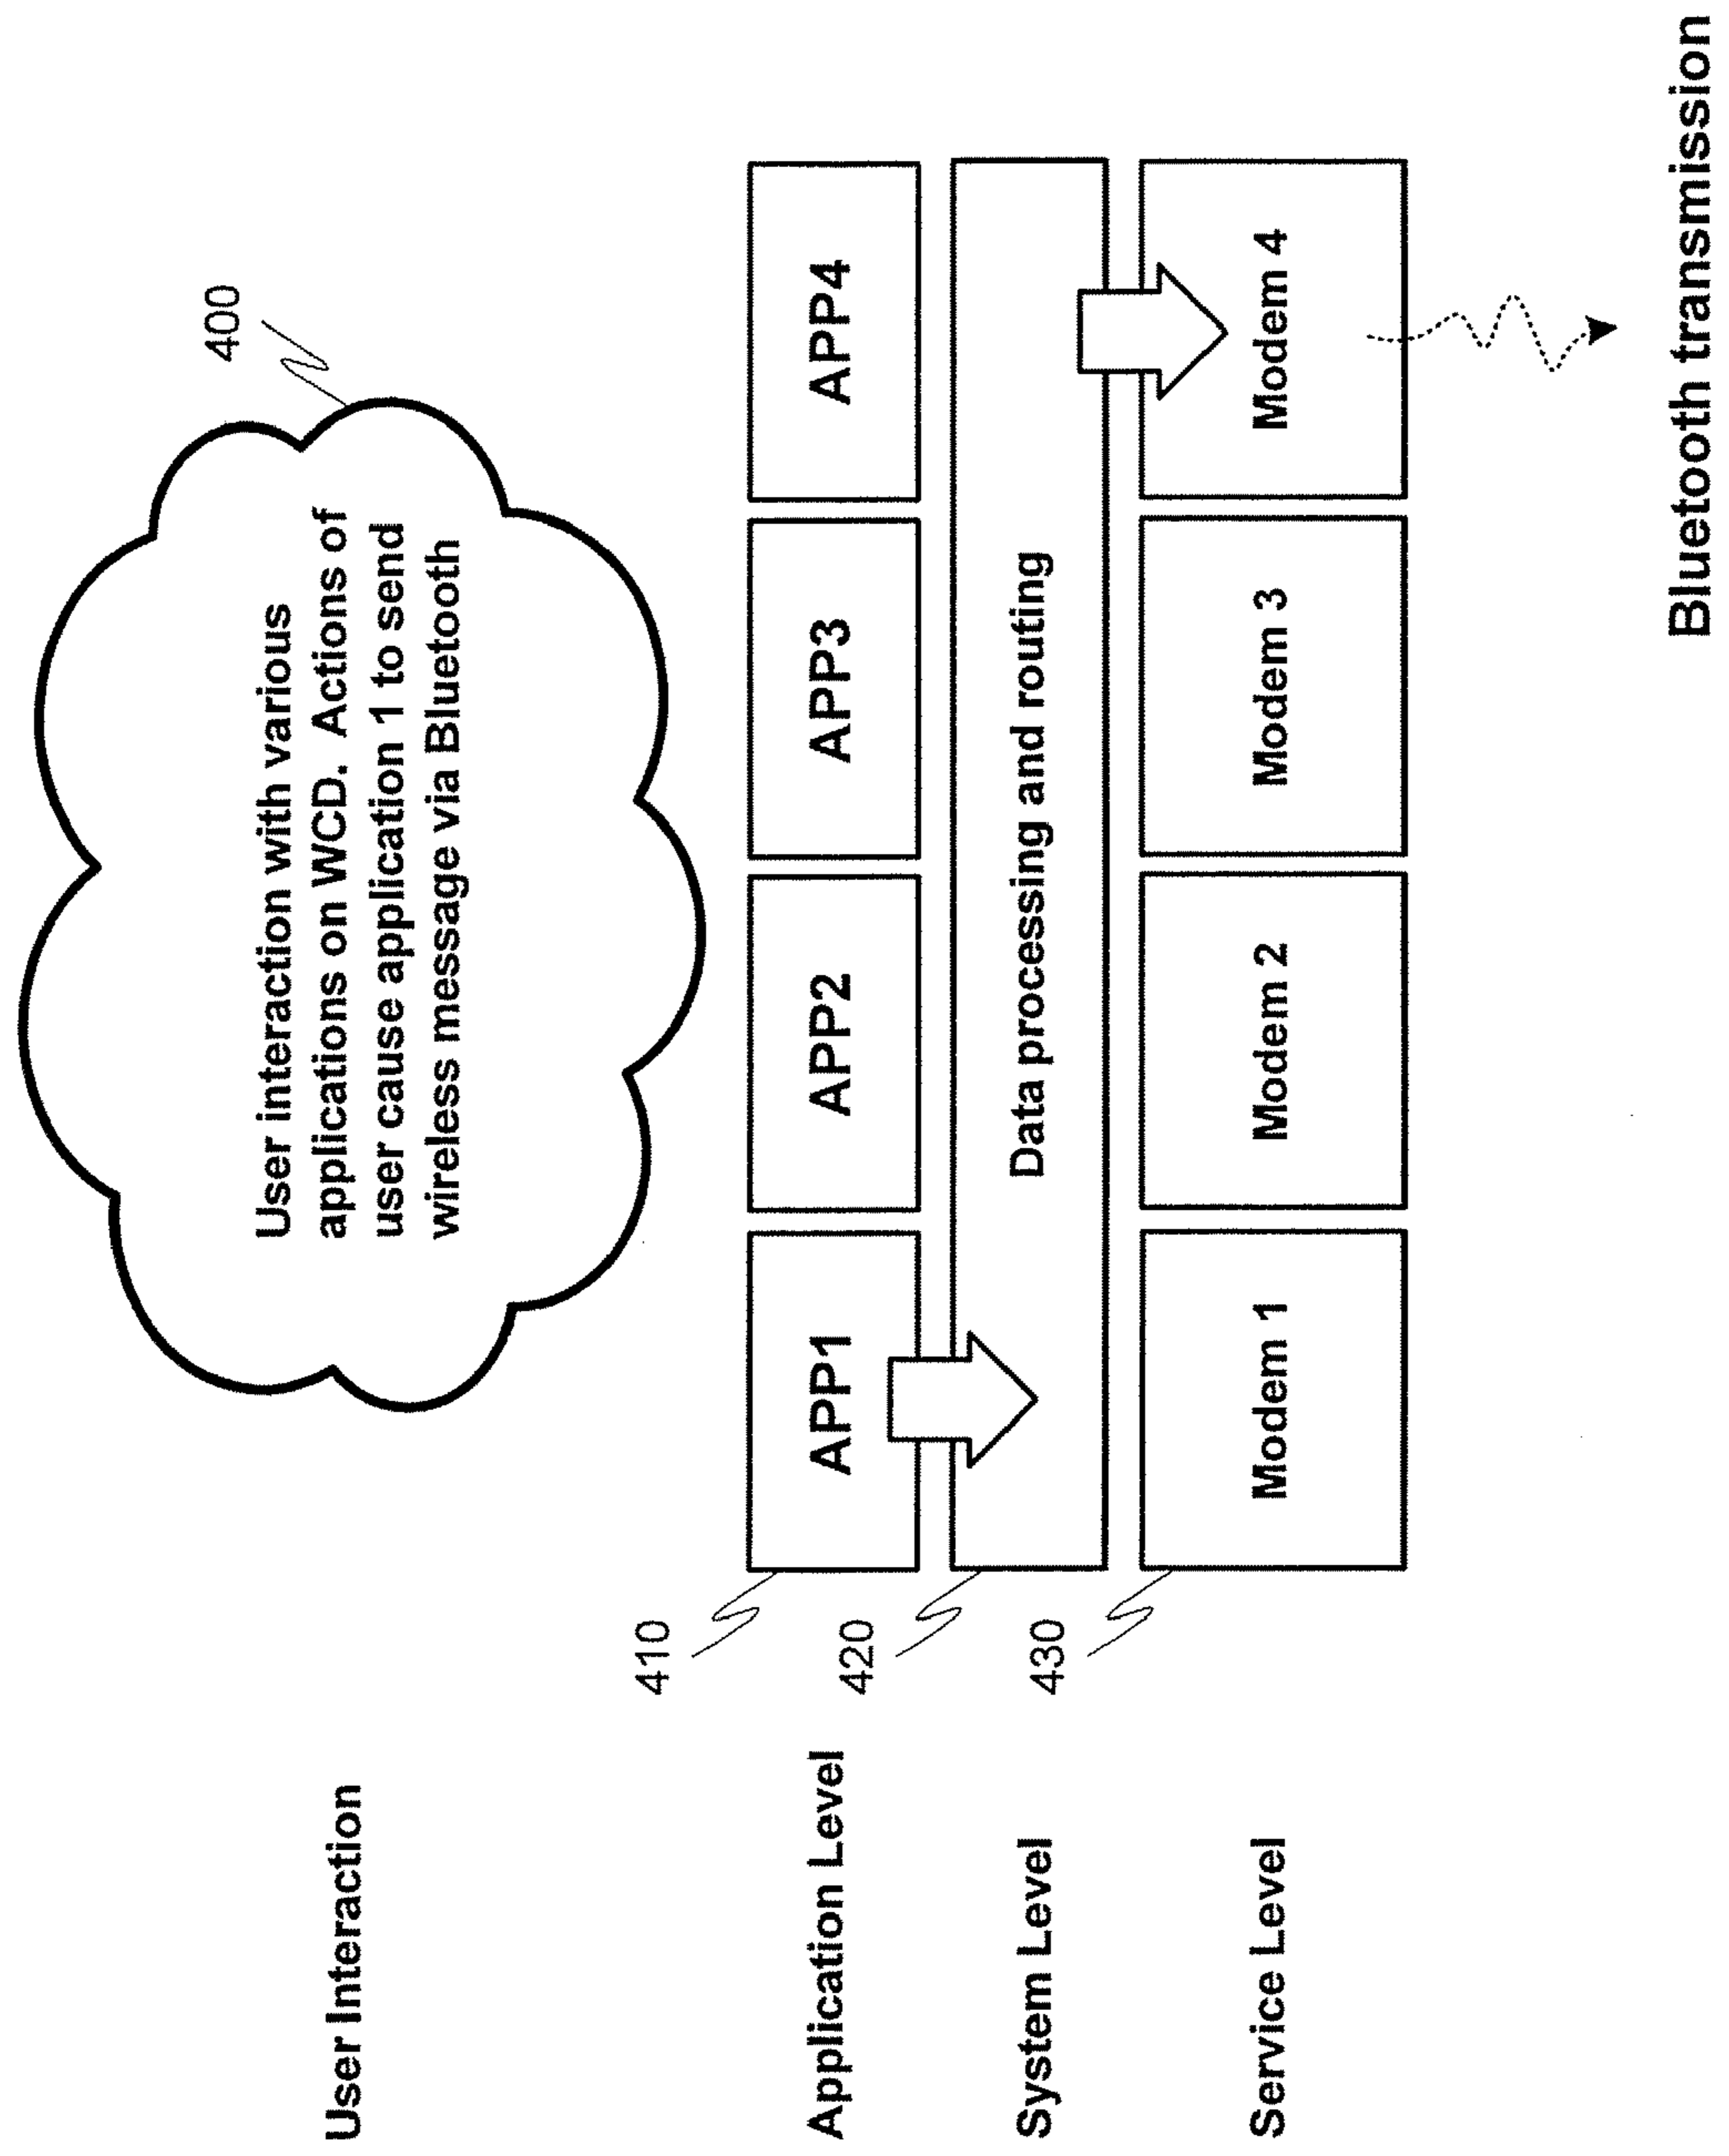 400
User Interaction
User interaction with various
applications on WCD. Actions of
user cause application 1 to send
wireless message via Bluetooth
410
Application Level
APP1
APP2
APP3
APP4
420
System Level
Data processing and routing
430
Service Level
Modem 1
Modem 2
Modem 3
Modem 4
Bluetooth transmission